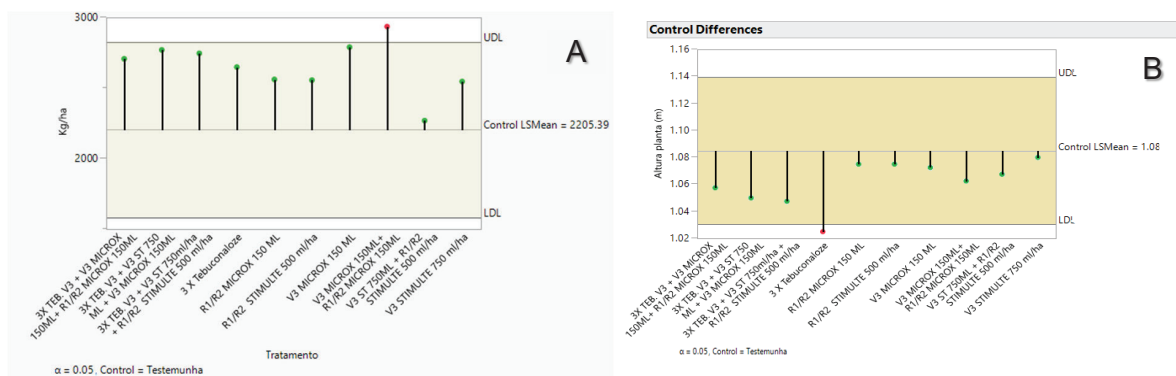 3000
2000
Kg/ha
UDL
Control LSMean = 2205.39
LDL
A
3X TEB. V3 + V3 MICROX
150ML+ R1/R2 MICROX 150ML
3X TEB. V3 + V3 ST 750
ML + V3 MICROX 150ML
3X TEB. V3 + V3 ST 750ml/ha
+ R1/R2 STIMULTE 500 ml/ha
3 X Tebuconaloze
R1/R2 MICROX 150 ML
R1/R2 STIMULTE 500 ml/ha
V3 MICROX 150 ML
V3 MICROX 150ML+
R1/R2 MICROX 150ML
V3 ST 750ML + R1/R2
STIMULTE 500 ml/ha
V3 STIMULTE 750 ml/ha
Tratamento
α = 0.05, Control = Testemunha
Control Differences
1.16
1.14
1.12
1.10
1.08
1.06
1.04
1.02
Altura planta (m)
UDL
Control LSMean = 1.08
LDL
B
3X TEB. V3 + V3 MICROX
150ML+ R1/R2 MICROX 150ML
3X TEB. V3 + V3 ST 750
ML + V3 MICROX 150ML
3X TEB. V3 + V3 ST 750ml/ha +
R1/R2 STIMULTE 500 ml/ha
3 X Tebuconaloze
R1/R2 MICROX 150 ML
R1/R2 STIMULTE 500 ml/ha
V3 MICROX 150 ML
V3 MICROX 150ML+
R1/R2 MICROX 150ML
V3 ST 750ML + R1/R2
STIMULTE 500 ml/ha
V3 STIMULTE 750 ml/ha
α = 0.05, Control = Testemunha